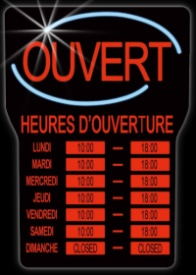 OUVERT
HEURES D'OUVERTURE
LUNDI 10:00 — 18:00
MARDI 10:00 — 18:00
MERCREDI 10:00 — 18:00
JEUDI 10:00 — 18:00
VENDREDI 10:00 — 18:00
SAMEDI 10:00 — 18:00
DIMANCHE CLOSED — CLOSED